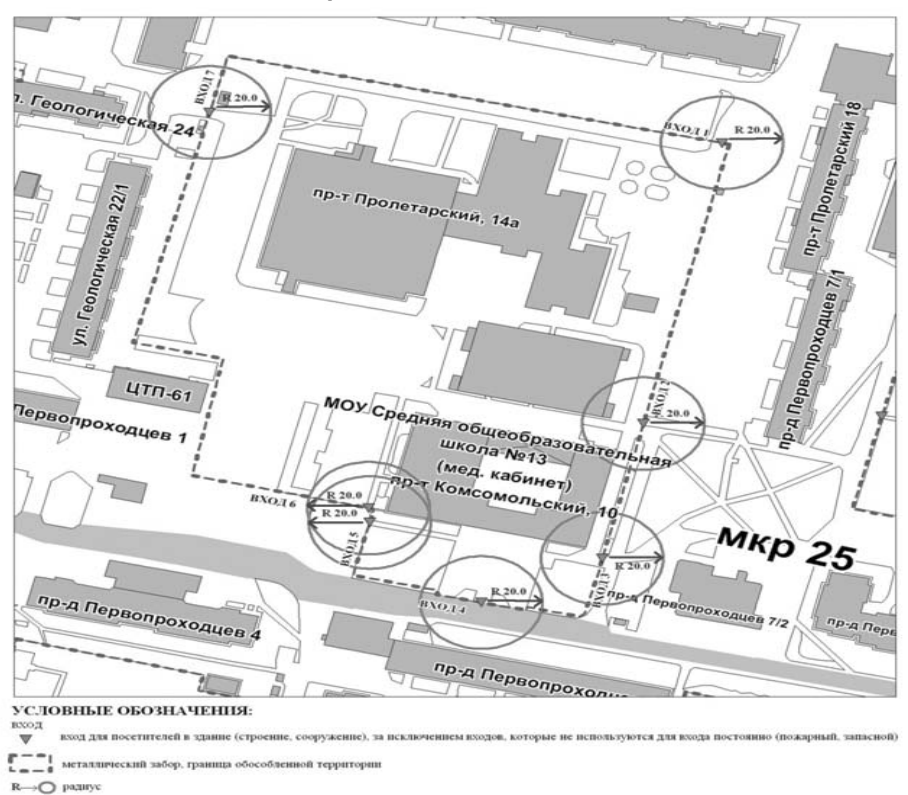 ВХОД 7
R 20.0
ул. Геологическая 24
ВХОД 1
R 20.0
пр-т Пролетарский 18
пр-т Пролетарский, 14а
ул. Геологическая 22/1
пр-д Первопроходцев 7/1
ЦТП-61
Первопроходцев 1
ВХОД 2
20.0
МОУ Средняя общеобразовательная
школа №13
(мед. кабинет)
пр-т Комсомольский, 10
R 20.0
ВХОД 6
R 20.0
ВХОД 5
мкр 25
R 20.0
ВХОД 3
R 20.0
ВХОД 4
пр-д Первопроходцев 7/2
пр-д Перв
пр-д Первопроходцев 4
пр-д Первопроходцев
УСЛОВНЫЕ ОБОЗНАЧЕНИЯ:
ВХОД
вход для посетителей в здание (строение, сооружение), за исключением входов, которые не используются для входа постоянно (пожарный, запасной)
металлический забор, граница обособленной территории
R радиус